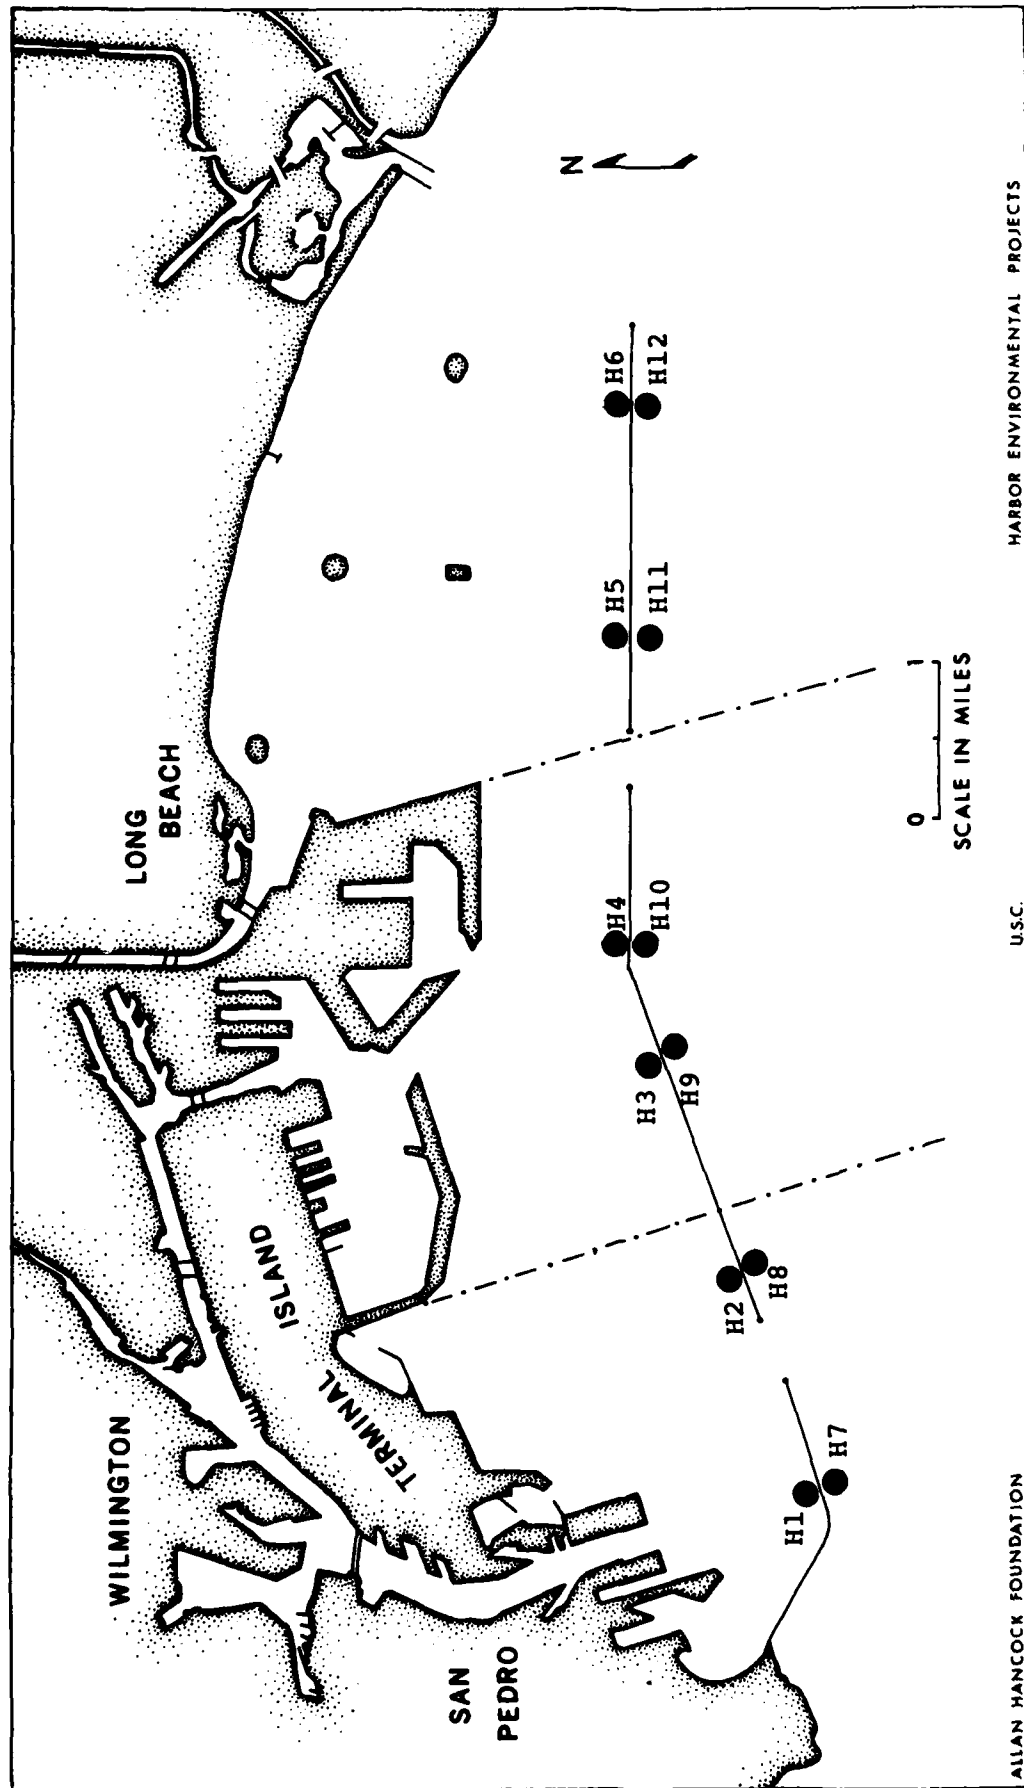 WILMINGTON
LONG
BEACH
TERMINAL
ISLAND
SAN
PEDRO
N
H1
H7
H2
H8
H3
H9
H4
H10
H5
H11
H6
H12
0 1
SCALE IN MILES
ALLAN HANCOCK FOUNDATION U.S.C. HARBOR ENVIRONMENTAL PROJECTS